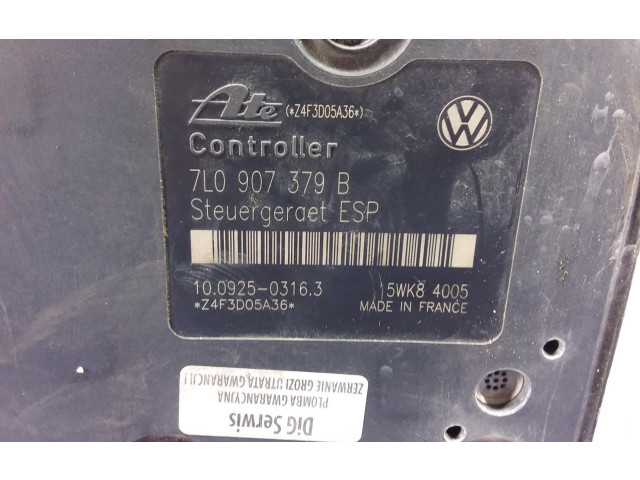 Ate (*Z4F3D05A36*)
Controller
7L0 907 379 B
Steuergeraet ESP
10.0925-0316.3 5WK8 4005
*Z4F3D05A36* MADE IN FRANCE
DiG Serwis
PLOMBA GWARANCYJNA
ZERWANIE GROZI UTRATĄ GWARANCJI !